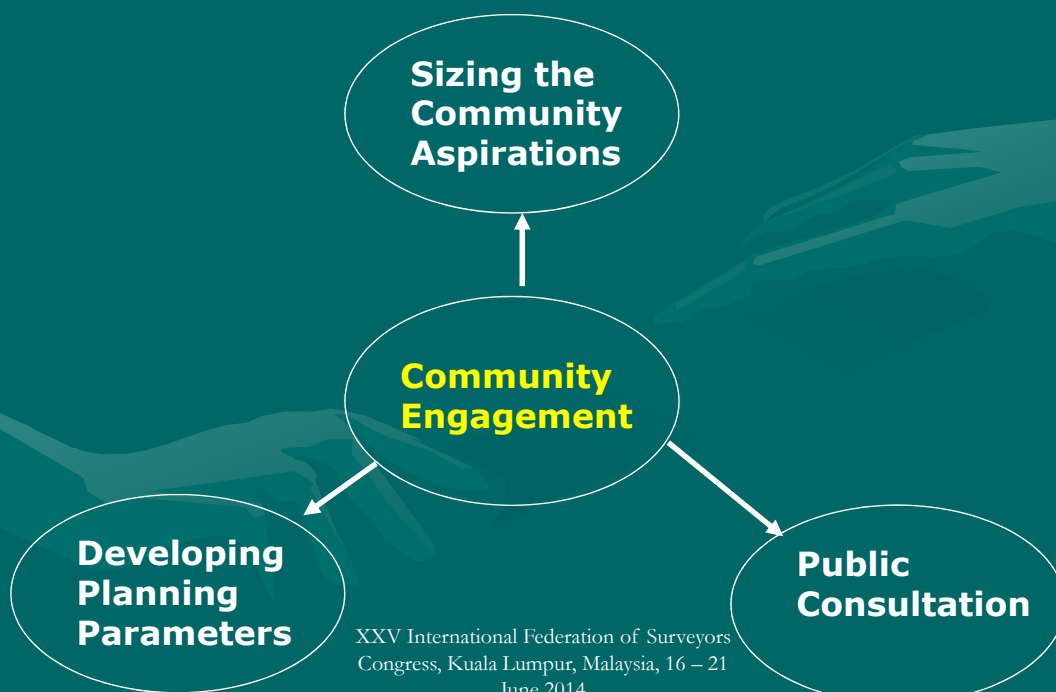 Sizing the
Community
Aspirations
Community
Engagement
Developing
Planning
Parameters
Public
Consultation
XXV International Federation of Surveyors
Congress, Kuala Lumpur, Malaysia, 16 – 21
June 2014